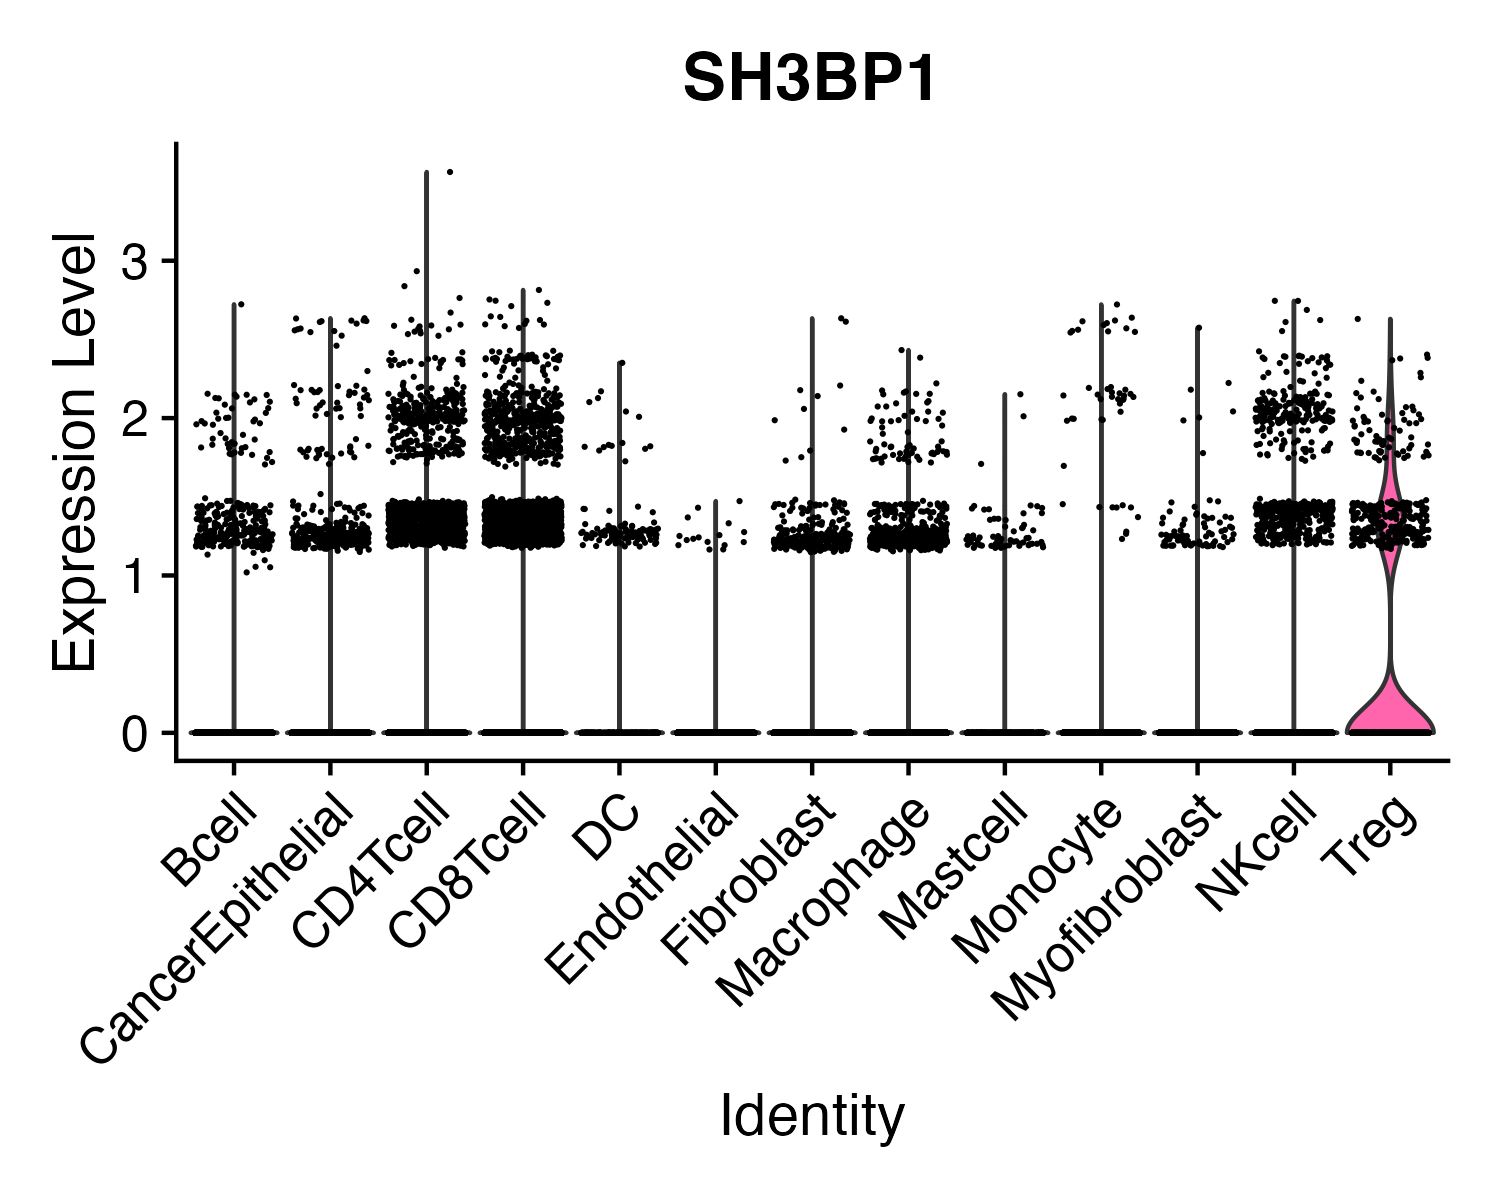 SH3BP1
Expression Level
3
2
1
0
Bcell
CancerEpithelial
CD4Tcell
CD8Tcell
DC
Endothelial
Fibroblast
Macrophage
Mastcell
Monocyte
Myofibroblast
NKcell
Treg
Identity